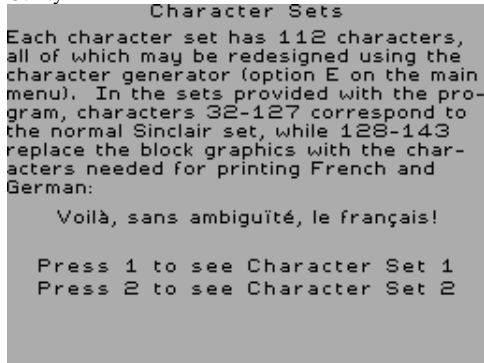 Character Sets
Each character set has 112 characters,
all of which may be redesigned using the
character generator (option E on the main
menu). In the sets provided with the pro-
gram, characters 32-127 correspond to
the normal Sinclair set, while 128-143
replace the block graphics with the char-
acters needed for printing French and
German:
Voilà, sans ambiguïté, le français!
Press 1 to see Character Set 1
Press 2 to see Character Set 2